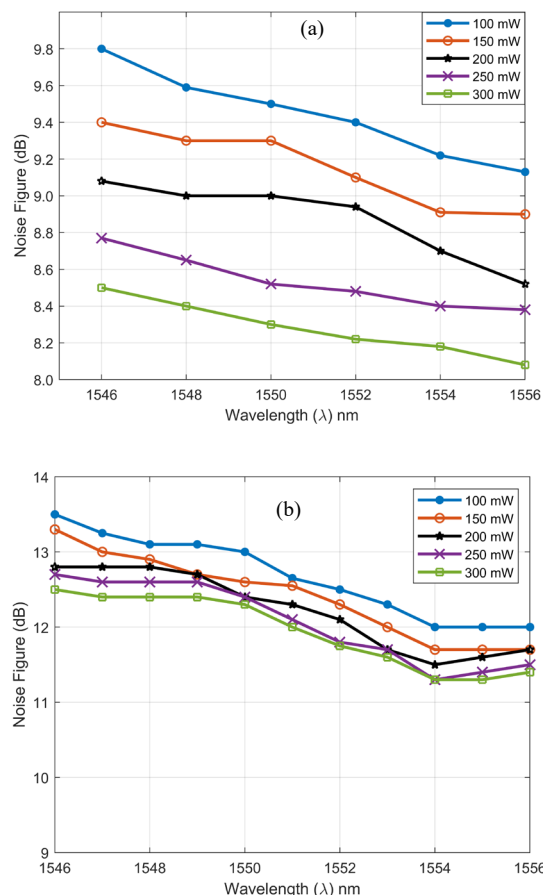 (a)
100 mW
150 mW
200 mW
250 mW
300 mW
9.8
9.6
9.4
9.2
9.0
8.8
8.6
8.4
8.2
8.0
Noise Figure (dB)
1546 1548 1550 1552 1554 1556
Wavelength (λ) nm
(b)
100 mW
150 mW
200 mW
250 mW
300 mW
14
13
12
11
10
9
Noise Figure (dB)
1546 1548 1550 1552 1554 1556
Wavelength (λ) nm